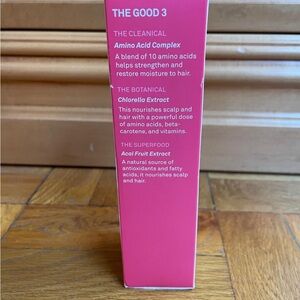 THE GOOD 3
THE CLEANICAL
Amino Acid Complex
A blend of 10 amino acids
helps strengthen and
restore moisture to hair.
THE BOTANICAL
Chlorella Extract
This nourishes scalp and
hair with a powerful dose
of amino acids, beta-
carotene, and vitamins.
THE SUPERFOOD
Acai Fruit Extract
A natural source of
antioxidants and fatty
acids, it nourishes scalp
and hair.